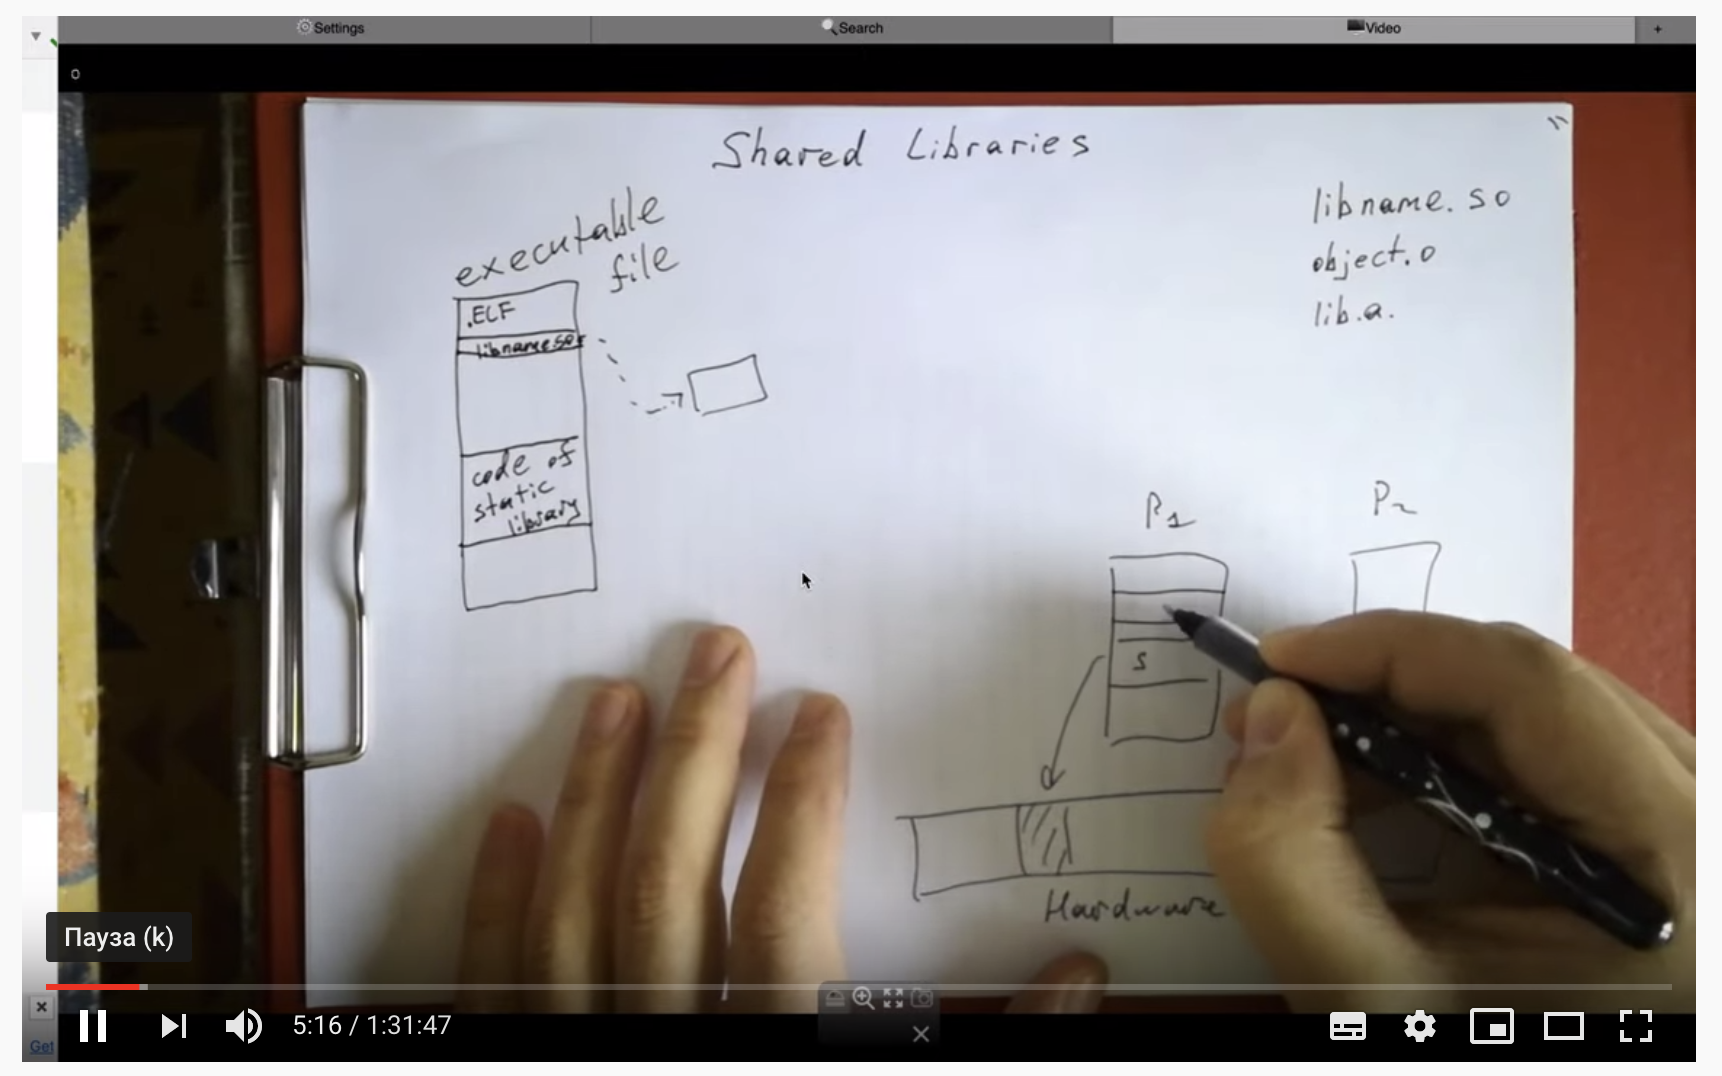 Settings
Search
Video
+
Shared Libraries
libname.so
object.o
lib.a.
executable
file
.ELF
libname.so
code of
static
library
P1
P2
S
Hardware
Пауза (k)
5:16 / 1:31:47
Get